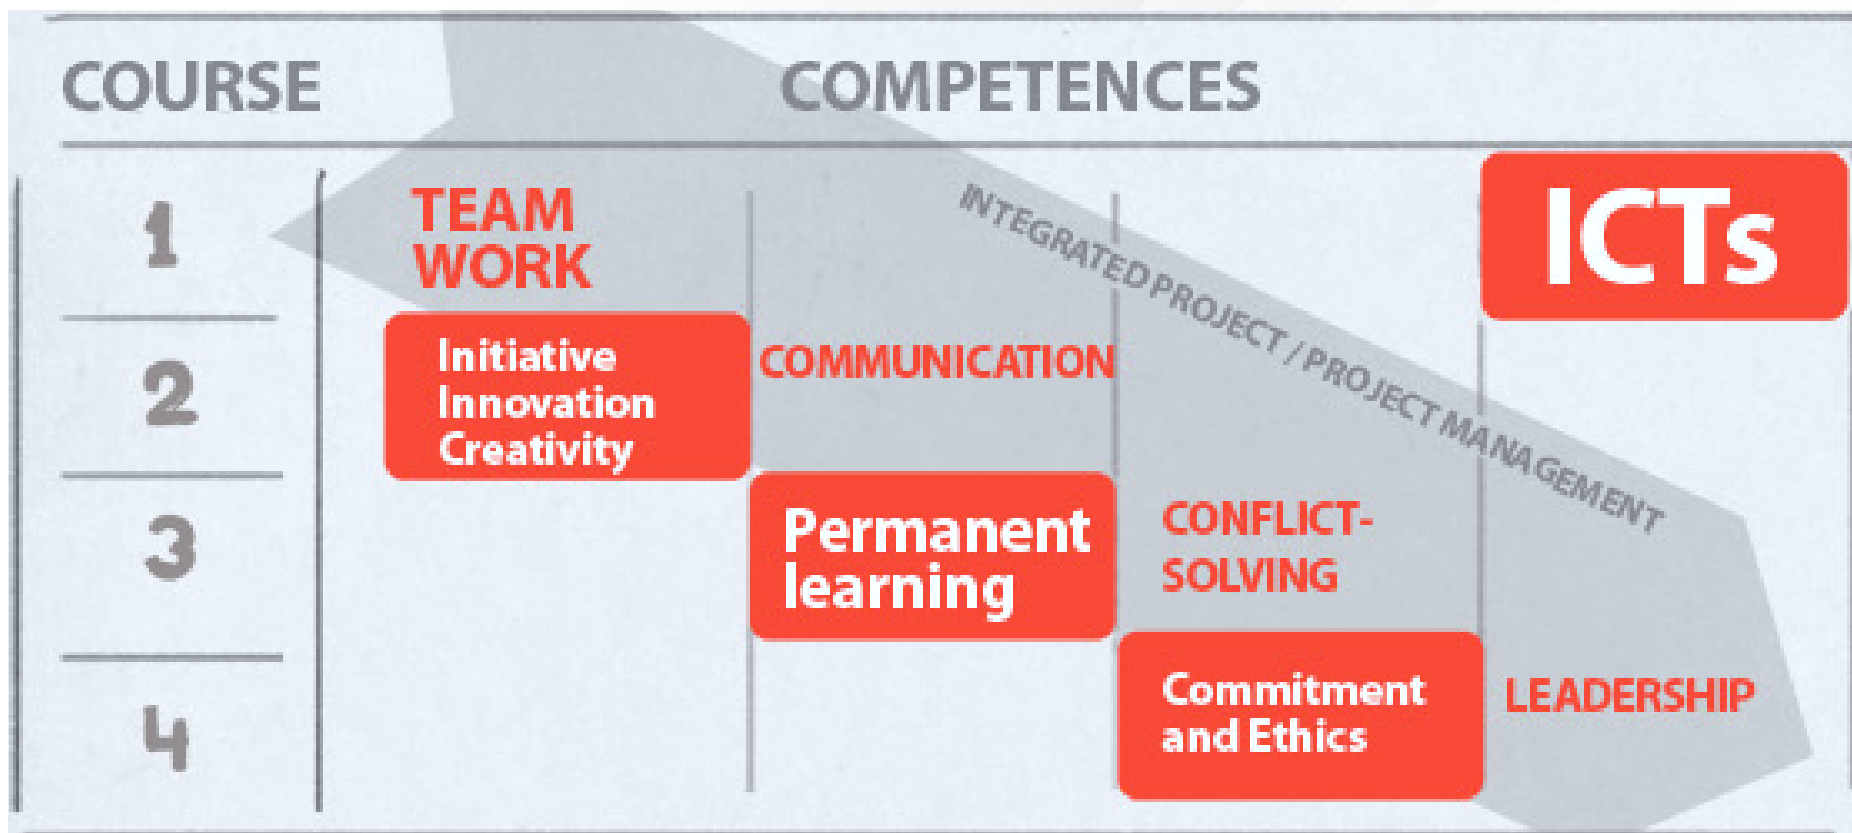 COURSE
COMPETENCES
1
TEAM
WORK
ICTs
INTEGRATED PROJECT / PROJECT MANAGEMENT
2
Initiative
Innovation
Creativity
COMMUNICATION
3
Permanent
learning
CONFLICT-
SOLVING
4
Commitment
and Ethics
LEADERSHIP